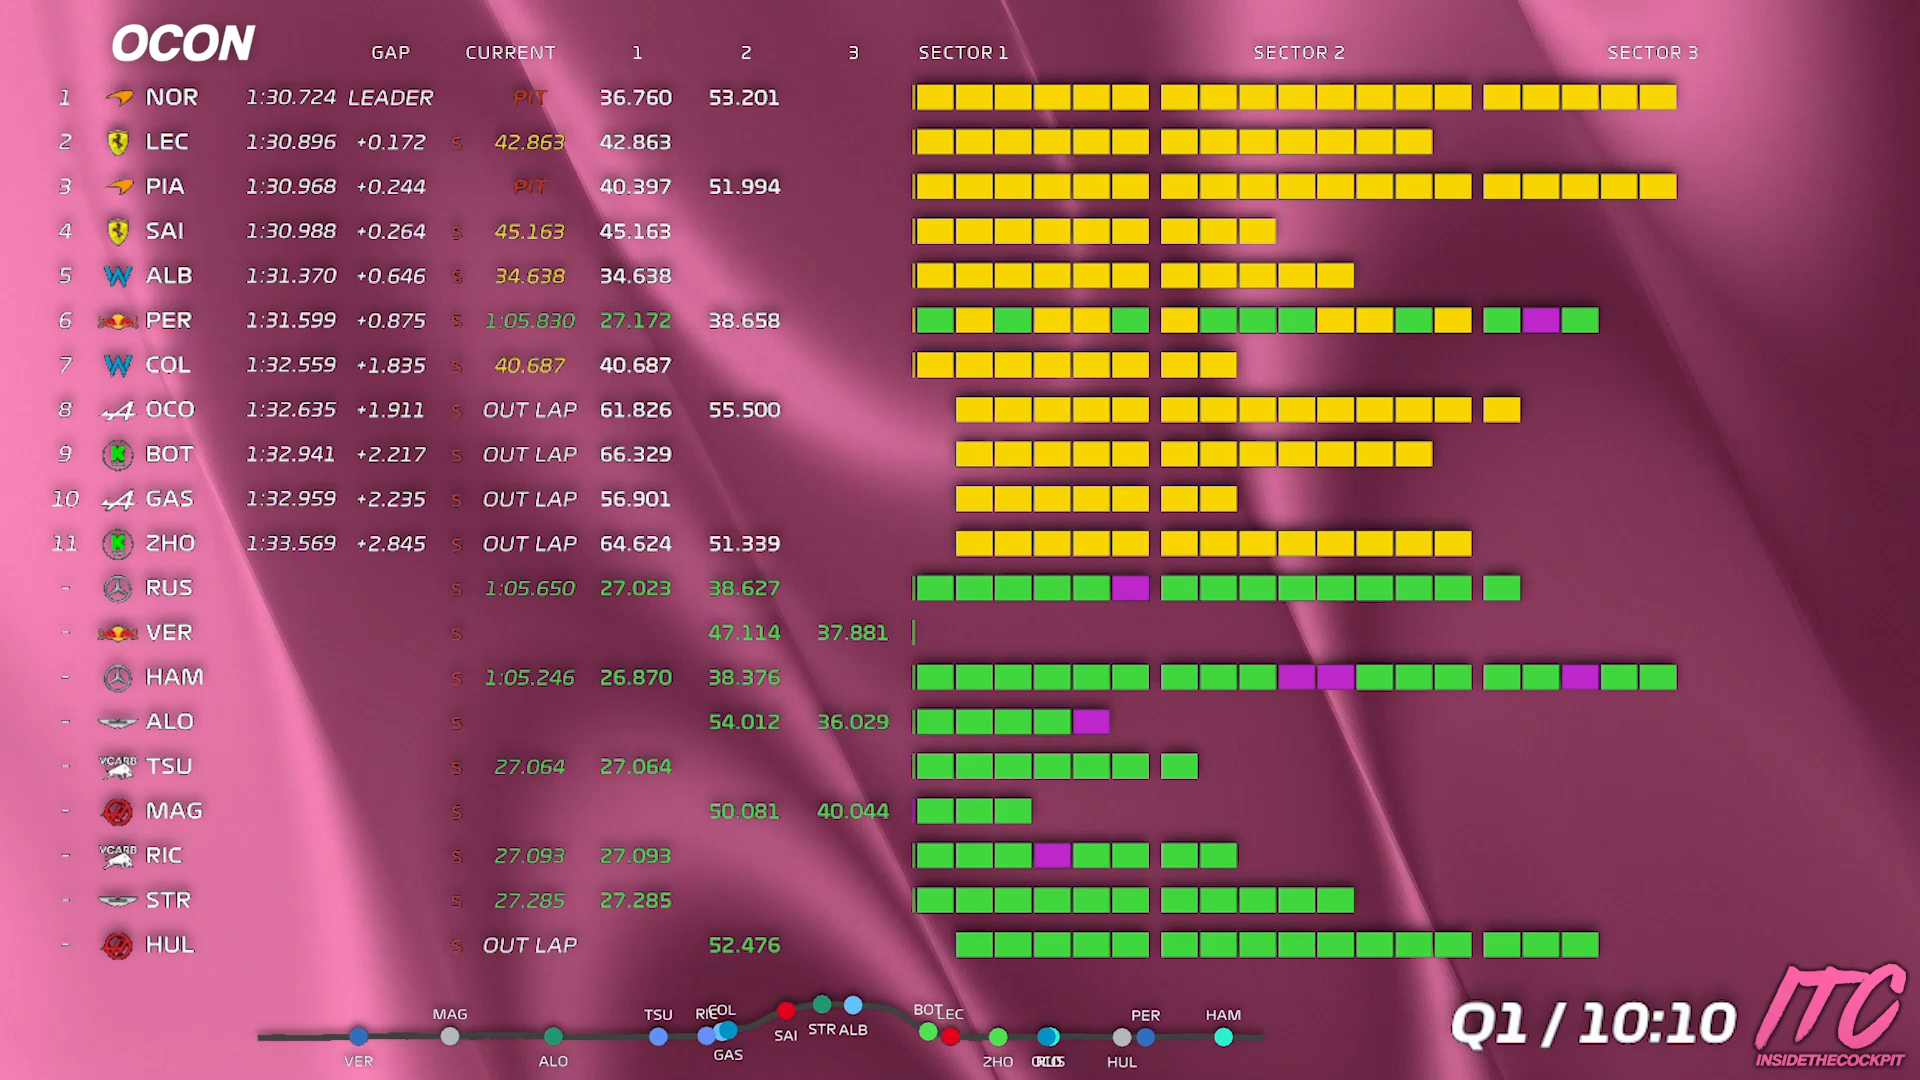 OCON GAP CURRENT 1 2 3 SECTOR 1 SECTOR 2 SECTOR 3
1 NOR 1:30.724 LEADER PIT 36.760 53.201
2 LEC 1:30.896 +0.172 S 42.863 42.863
3 PIA 1:30.968 +0.244 PIT 40.397 51.994
4 SAI 1:30.988 +0.264 S 45.163 45.163
5 ALB 1:31.370 +0.646 S 34.638 34.638
6 PER 1:31.599 +0.875 S 1:05.830 27.172 38.658
7 COL 1:32.559 +1.835 S 40.687 40.687
8 OCO 1:32.635 +1.911 S OUT LAP 61.826 55.500
9 BOT 1:32.941 +2.217 S OUT LAP 66.329
10 GAS 1:32.959 +2.235 S OUT LAP 56.901
11 ZHO 1:33.569 +2.845 S OUT LAP 64.624 51.339
- RUS S 1:05.650 27.023 38.627
- VER S 47.114 37.881
- HAM S 1:05.246 26.870 38.376
- ALO S 54.012 36.029
- VCARB TSU S 27.064 27.064
- MAG S 50.081 40.044
- VCARB RIC S 27.093 27.093
- STR S 27.285 27.285
- HUL S OUT LAP 52.476
MAG TSU RIC COL BOT LEC PER HAM
SAI STR ALB
VER ALO GAS ZHO HUL
Q1 / 10:10
ITC
INSIDETHECOCKPIT